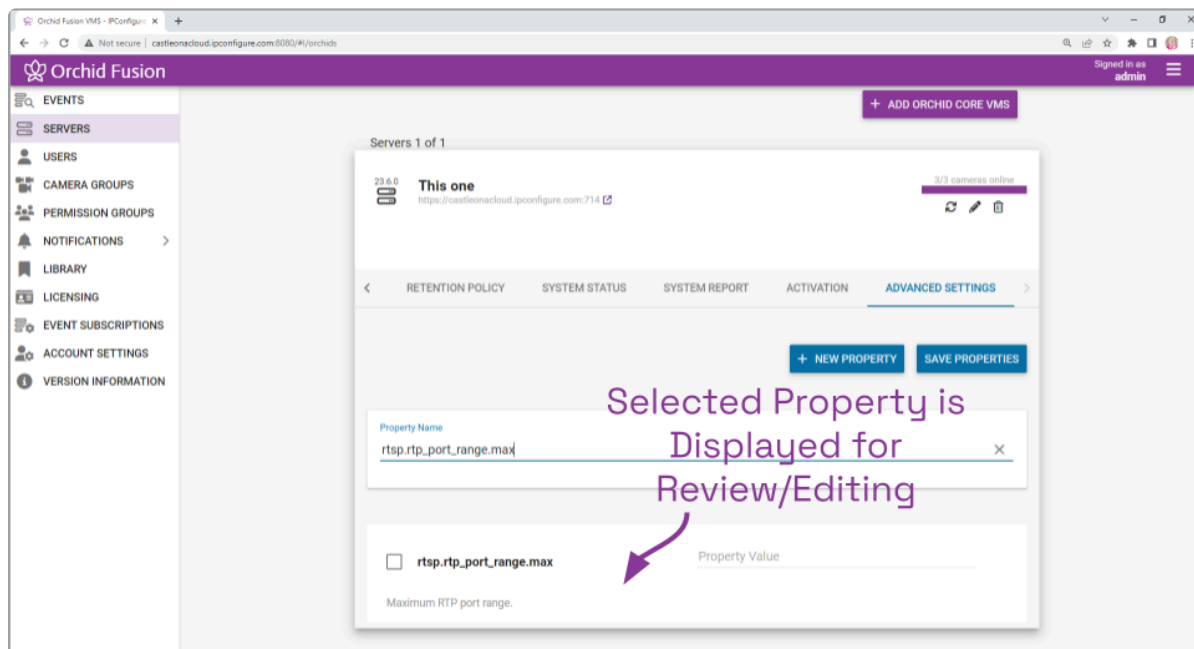 Orchid Fusion VMS - IPConfigure
Not secure | castleonacloud.ipconfigure.com:8080/#!/orchids
Orchid Fusion
Signed in as
admin
EVENTS
SERVERS
USERS
CAMERA GROUPS
PERMISSION GROUPS
NOTIFICATIONS
LIBRARY
LICENSING
EVENT SUBSCRIPTIONS
ACCOUNT SETTINGS
VERSION INFORMATION
+ ADD ORCHID CORE VMS
Servers 1 of 1
23.6.0
This one
https://castleonacloud.ipconfigure.com:714
3/3 cameras online
RETENTION POLICY SYSTEM STATUS SYSTEM REPORT ACTIVATION ADVANCED SETTINGS
+ NEW PROPERTY SAVE PROPERTIES
Selected Property is
Displayed for
Review/Editing
Property Name
rtsp.rtp_port_range.max
rtsp.rtp_port_range.max
Property Value
Maximum RTP port range.